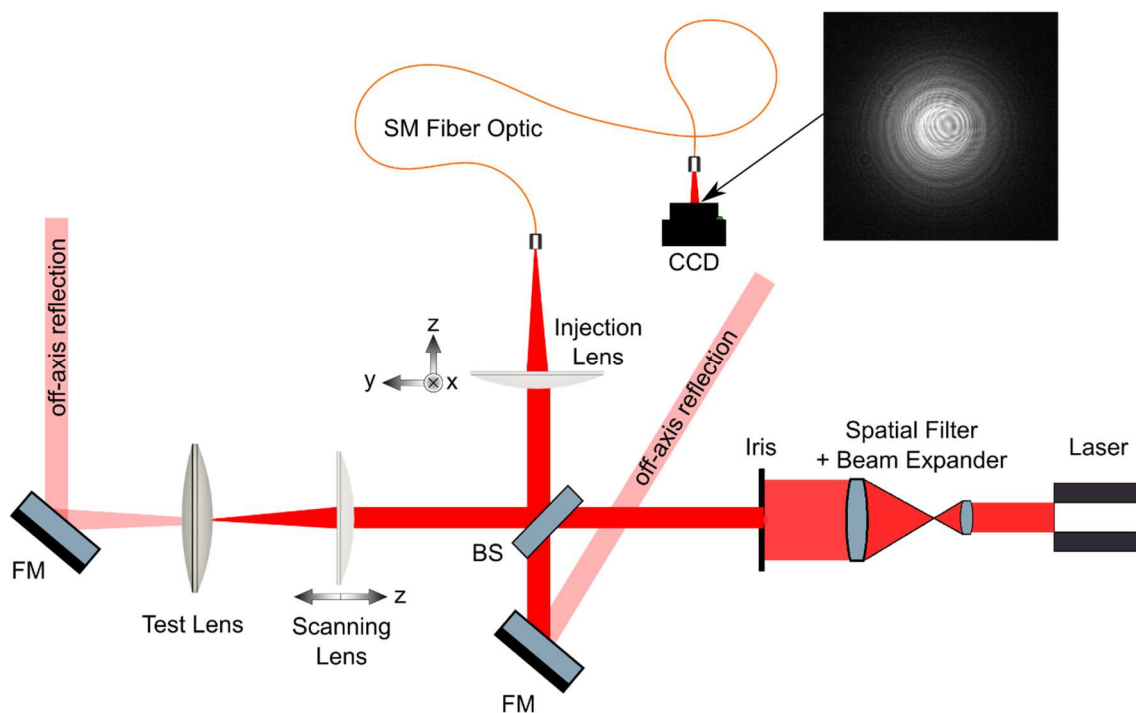 SM Fiber Optic
CCD
off-axis reflection
z
y
x
Injection
Lens
off-axis reflection
Iris
Spatial Filter
+ Beam Expander
Laser
BS
FM
Test Lens
z
Scanning
Lens
FM